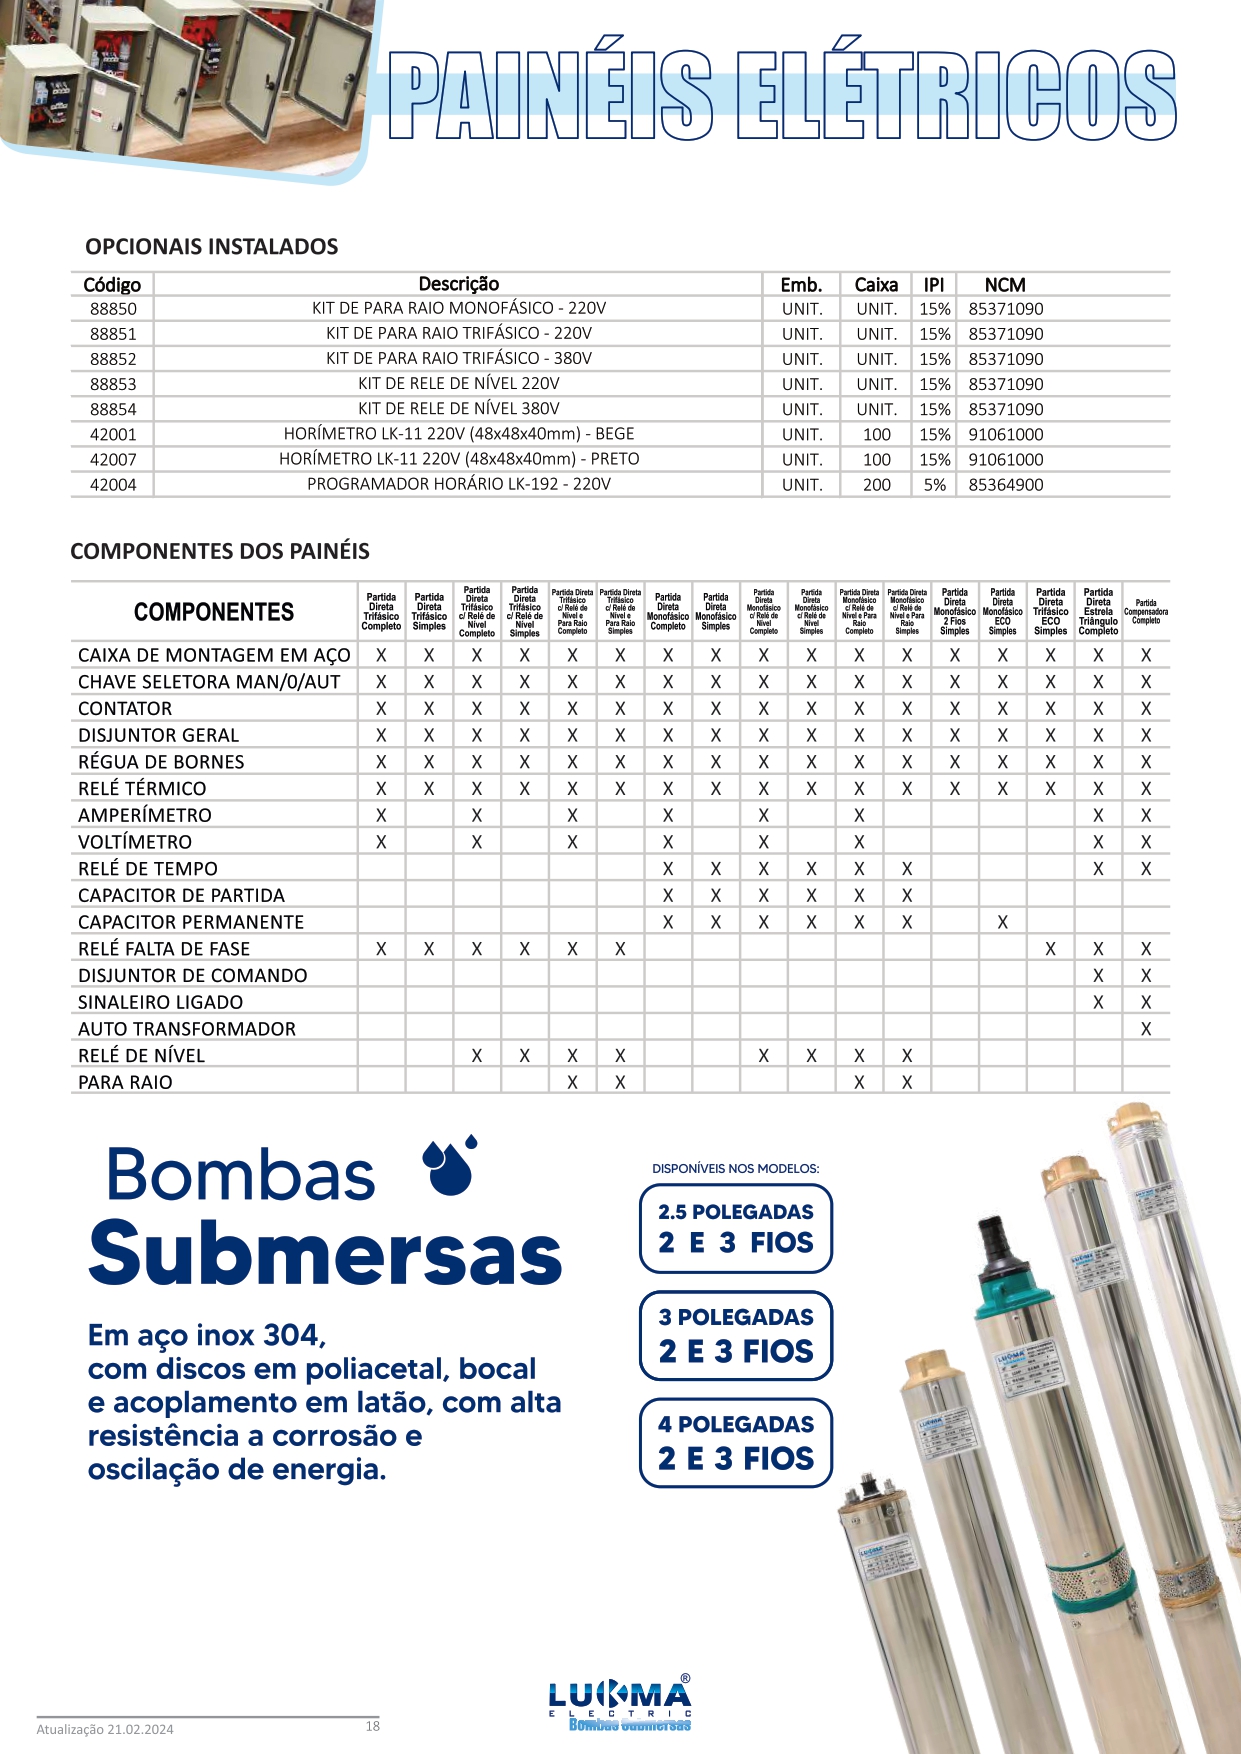 PAINÉIS ELÉTRICOS
OPCIONAIS INSTALADOS
Código Descrição Emb. Caixa IPI NCM
88850 KIT DE PARA RAIO MONOFÁSICO - 220V UNIT. UNIT. 15% 85371090
88851 KIT DE PARA RAIO TRIFÁSICO - 220V UNIT. UNIT. 15% 85371090
88852 KIT DE PARA RAIO TRIFÁSICO - 380V UNIT. UNIT. 15% 85371090
88853 KIT DE RELE DE NÍVEL 220V UNIT. UNIT. 15% 85371090
88854 KIT DE RELE DE NÍVEL 380V UNIT. UNIT. 15% 85371090
42001 HORÍMETRO LK-11 220V (48x48x40mm) - BEGE UNIT. 100 15% 91061000
42007 HORÍMETRO LK-11 220V (48x48x40mm) - PRETO UNIT. 100 15% 91061000
42004 PROGRAMADOR HORÁRIO LK-192 - 220V UNIT. 200 5% 85364900
COMPONENTES DOS PAINÉIS
COMPONENTES
Partida Direta Trifásico Completo
Partida Direta Trifásico Simples
Partida Direta Trifásico c/ Relé de Nível Completo
Partida Direta Trifásico c/ Relé de Nível Simples
Partida Direta Trifásico c/ Relé de Nível e Para Raio Completo
Partida Direta Trifásico c/ Relé de Nível e Para Raio Simples
Partida Direta Monofásico Completo
Partida Direta Monofásico Simples
Partida Direta Monofásico c/ Relé de Nível Completo
Partida Direta Monofásico c/ Relé de Nível Simples
Partida Direta Monofásico c/ Relé de Nível e Para Raio Completo
Partida Direta Monofásico c/ Relé de Nível e Para Raio Simples
Partida Direta Monofásico 2 Fios Simples
Partida Direta Monofásico ECO Simples
Partida Direta Trifásico ECO Simples
Partida Direta Estrela Triângulo Completo
Partida Compensadora Completo
CAIXA DE MONTAGEM EM AÇO X X X X X X X X X X X X X X X X X
CHAVE SELETORA MAN/0/AUT X X X X X X X X X X X X X X X X X
CONTATOR X X X X X X X X X X X X X X X X X
DISJUNTOR GERAL X X X X X X X X X X X X X X X X X
RÉGUA DE BORNES X X X X X X X X X X X X X X X X X
RELÉ TÉRMICO X X X X X X X X X X X X X X X X X
AMPERÍMETRO X X X X X X X X
VOLTÍMETRO X X X X X X X X
RELÉ DE TEMPO X X X X X X X X
CAPACITOR DE PARTIDA X X X X X X
CAPACITOR PERMANENTE X X X X X X X
RELÉ FALTA DE FASE X X X X X X X X X
DISJUNTOR DE COMANDO X X
SINALEIRO LIGADO X X
AUTO TRANSFORMADOR X
RELÉ DE NÍVEL X X X X X X X X
PARA RAIO X X X X
Bombas
Submersas
Em aço inox 304,
com discos em poliacetal, bocal
e acoplamento em latão, com alta
resistência a corrosão e
oscilação de energia.
DISPONÍVEIS NOS MODELOS:
2.5 POLEGADAS
2 E 3 FIOS
3 POLEGADAS
2 E 3 FIOS
4 POLEGADAS
2 E 3 FIOS
LUKMA ®
ELECTRIC
Bombas Submersas
Atualização 21.02.2024
18